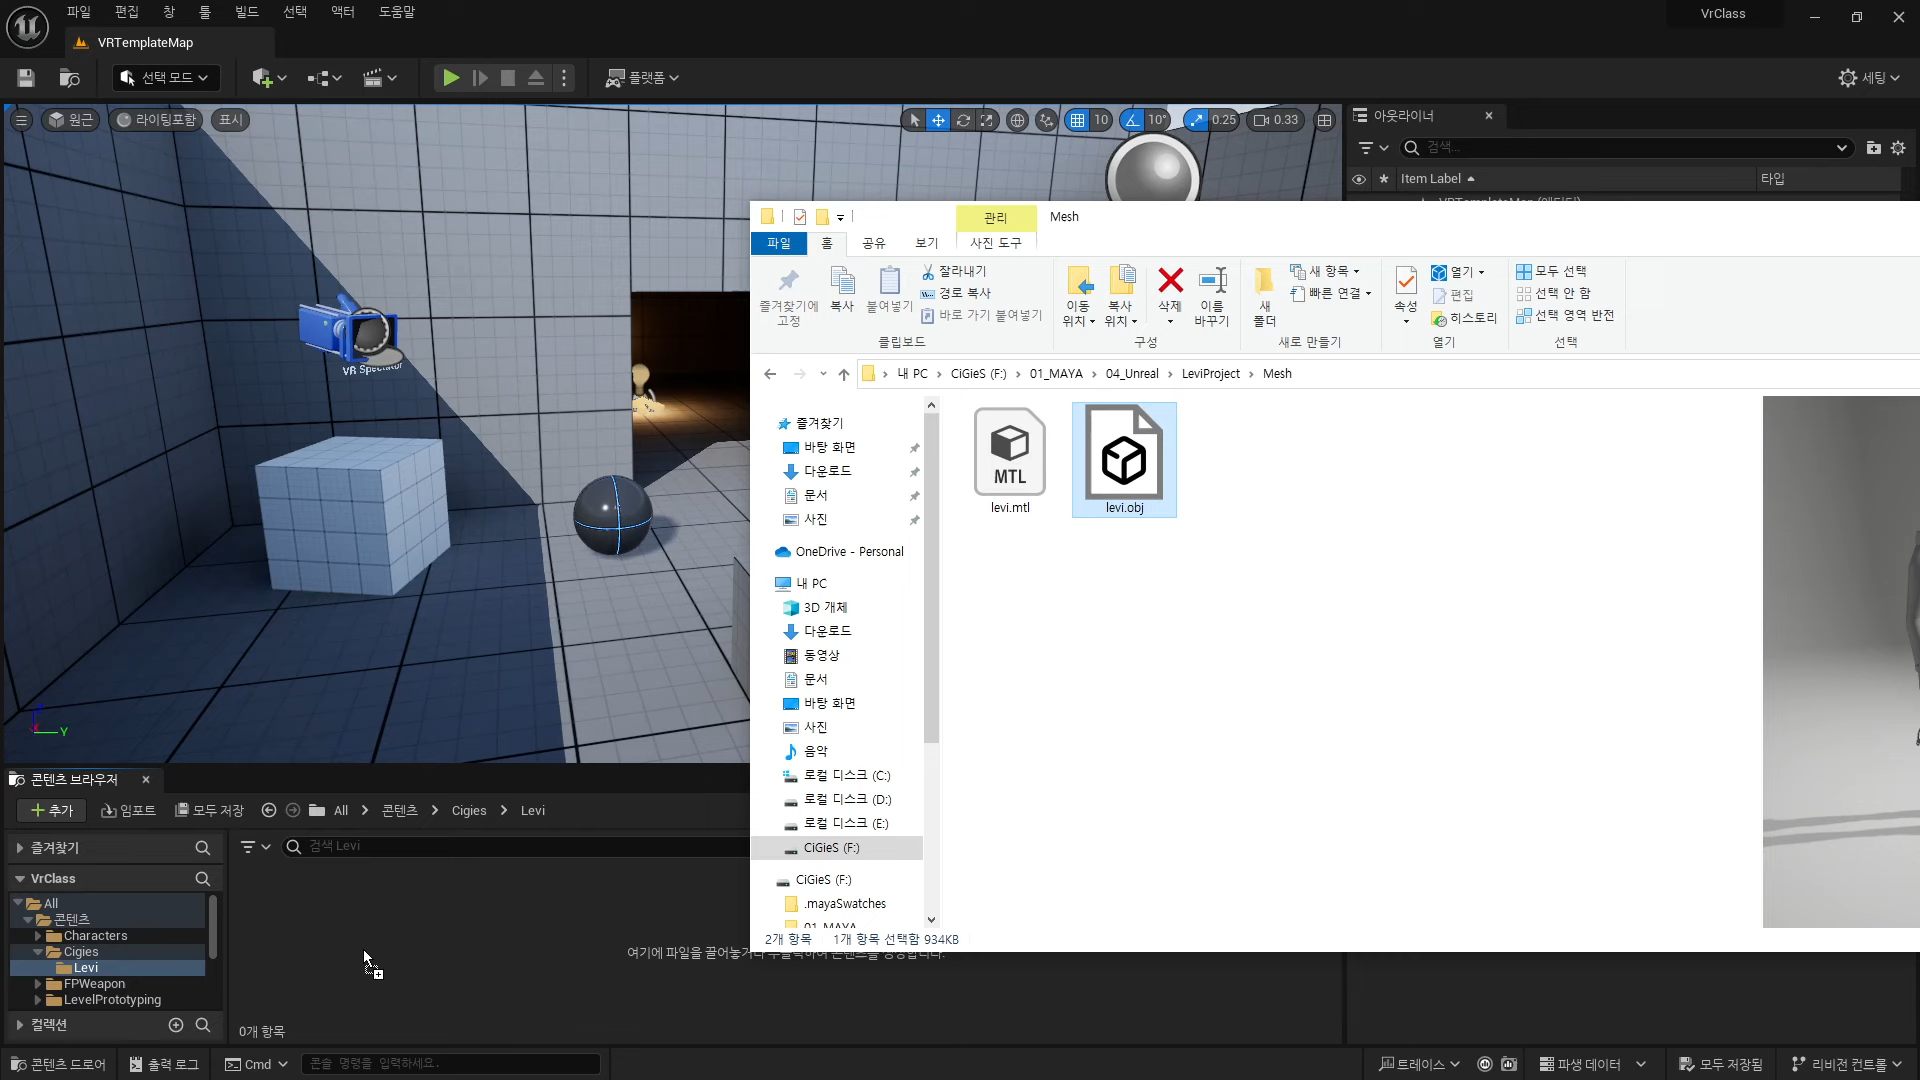 파일 편집 창 툴 빌드 선택 액터 도움말
VrClass
VRTemplateMap
선택 모드
플랫폼
세팅
원근
라이팅포함
표시
10
10°
0.25
0.33
아웃라이너
검색...
Item Label
타입
VR Spectator
관리
Mesh
파일
홈
공유
보기
사진 도구
즐겨찾기에 고정
복사
붙여넣기
잘라내기
경로 복사
바로 가기 붙여넣기
클립보드
이동 위치
복사 위치
삭제
이름 바꾸기
구성
새 폴더
새 항목
빠른 연결
새로 만들기
속성
열기
편집
히스토리
열기
모두 선택
선택 안 함
선택 영역 반전
선택
내 PC
CiGieS (F:)
01_MAYA
04_Unreal
LeviProject
Mesh
즐겨찾기
바탕 화면
다운로드
문서
사진
OneDrive - Personal
내 PC
3D 개체
다운로드
동영상
문서
바탕 화면
사진
음악
로컬 디스크 (C:)
로컬 디스크 (D:)
로컬 디스크 (E:)
CiGieS (F:)
CiGieS (F:)
.mayaSwatches
01_MAYA
MTL
levi.mtl
levi.obj
2개 항목
1개 항목 선택함 934KB
콘텐츠 브라우저
추가
임포트
모두 저장
All
콘텐츠
Cigies
Levi
즐겨찾기
검색 Levi
VrClass
All
콘텐츠
Characters
Cigies
Levi
FPWeapon
LevelPrototyping
컬렉션
0개 항목
콘텐츠 드로어
출력 로그
Cmd
콘솔 명령을 입력하세요.
트레이스
파생 데이터
모두 저장됨
리비전 컨트롤
Y